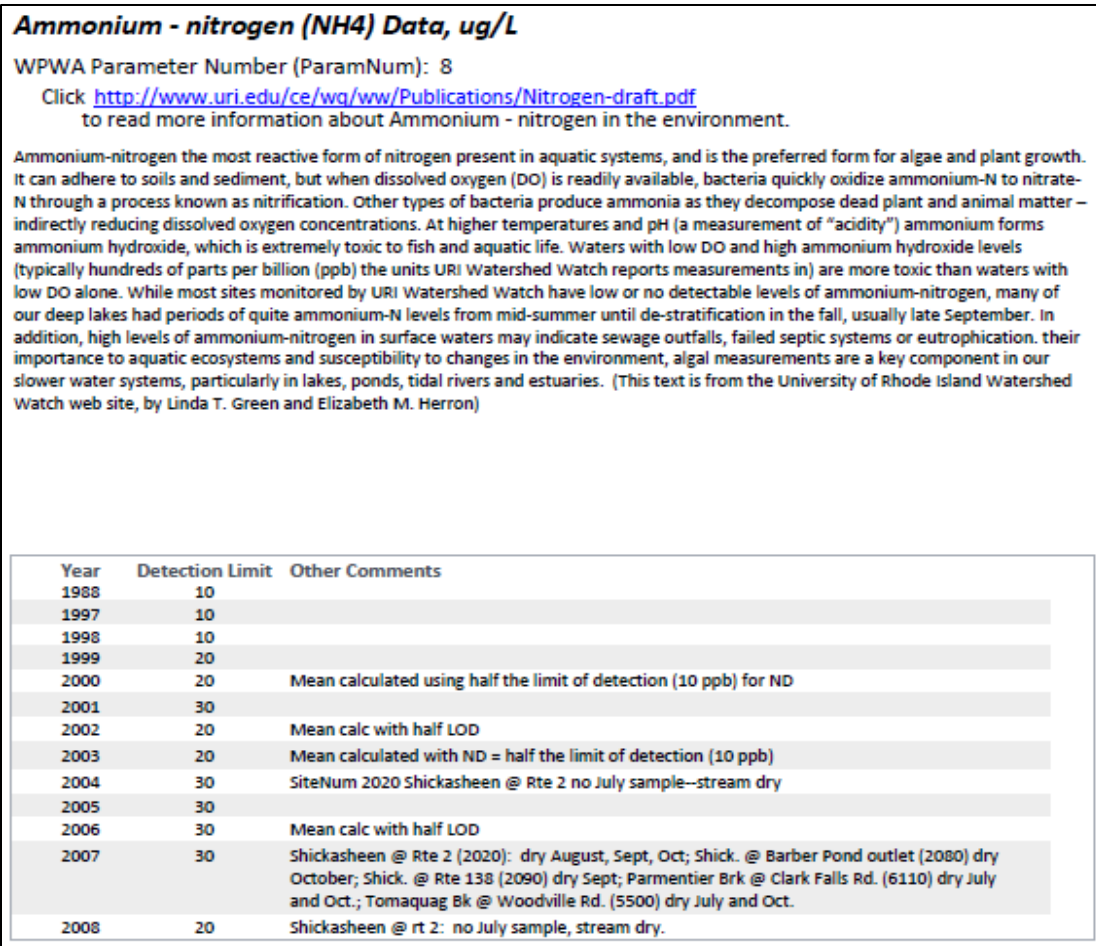 Ammonium - nitrogen (NH4) Data, ug/L
WPWA Parameter Number (ParamNum): 8
Click http://www.uri.edu/ce/wq/ww/Publications/Nitrogen-draft.pdf
to read more information about Ammonium - nitrogen in the environment.
Ammonium-nitrogen the most reactive form of nitrogen present in aquatic systems, and is the preferred form for algae and plant growth.
It can adhere to soils and sediment, but when dissolved oxygen (DO) is readily available, bacteria quickly oxidize ammonium-N to nitrate-
N through a process known as nitrification. Other types of bacteria produce ammonia as they decompose dead plant and animal matter –
indirectly reducing dissolved oxygen concentrations. At higher temperatures and pH (a measurement of “acidity”) ammonium forms
ammonium hydroxide, which is extremely toxic to fish and aquatic life. Waters with low DO and high ammonium hydroxide levels
(typically hundreds of parts per billion (ppb) the units URI Watershed Watch reports measurements in) are more toxic than waters with
low DO alone. While most sites monitored by URI Watershed Watch have low or no detectable levels of ammonium-nitrogen, many of
our deep lakes had periods of quite ammonium-N levels from mid-summer until de-stratification in the fall, usually late September. In
addition, high levels of ammonium-nitrogen in surface waters may indicate sewage outfalls, failed septic systems or eutrophication. their
importance to aquatic ecosystems and susceptibility to changes in the environment, algal measurements are a key component in our
slower water systems, particularly in lakes, ponds, tidal rivers and estuaries. (This text is from the University of Rhode Island Watershed
Watch web site, by Linda T. Green and Elizabeth M. Herron)
Year Detection Limit Other Comments
1988 10
1997 10
1998 10
1999 20
2000 20 Mean calculated using half the limit of detection (10 ppb) for ND
2001 30
2002 20 Mean calc with half LOD
2003 20 Mean calculated with ND = half the limit of detection (10 ppb)
2004 30 SiteNum 2020 Shickasheen @ Rte 2 no July sample--stream dry
2005 30
2006 30 Mean calc with half LOD
2007 30 Shickasheen @ Rte 2 (2020): dry August, Sept, Oct; Shick. @ Barber Pond outlet (2080) dry
October; Shick. @ Rte 138 (2090) dry Sept; Parmentier Brk @ Clark Falls Rd. (6110) dry July
and Oct.; Tomaquag Bk @ Woodville Rd. (5500) dry July and Oct.
2008 20 Shickasheen @ rt 2: no July sample, stream dry.